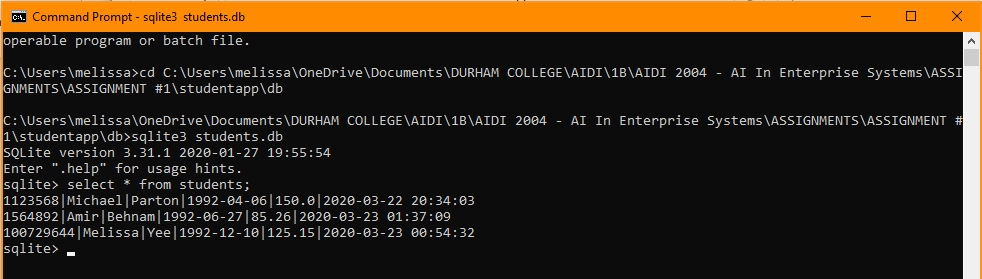 Command Prompt - sqlite3 students.db
operable program or batch file.
C:\Users\melissa>cd C:\Users\melissa\OneDrive\Documents\DURHAM COLLEGE\AIDI\1B\AIDI 2004 - AI In Enterprise Systems\ASSI
GNMENTS\ASSIGNMENT #1\studentapp\db
C:\Users\melissa\OneDrive\Documents\DURHAM COLLEGE\AIDI\1B\AIDI 2004 - AI In Enterprise Systems\ASSIGNMENTS\ASSIGNMENT #
1\studentapp\db>sqlite3 students.db
SQLite version 3.31.1 2020-01-27 19:55:54
Enter ".help" for usage hints.
sqlite> select * from students;
1123568|Michael|Parton|1992-04-06|150.0|2020-03-22 20:34:03
1564892|Amir|Behnam|1992-06-27|85.26|2020-03-23 01:37:09
100729644|Melissa|Yee|1992-12-10|125.15|2020-03-23 00:54:32
sqlite>